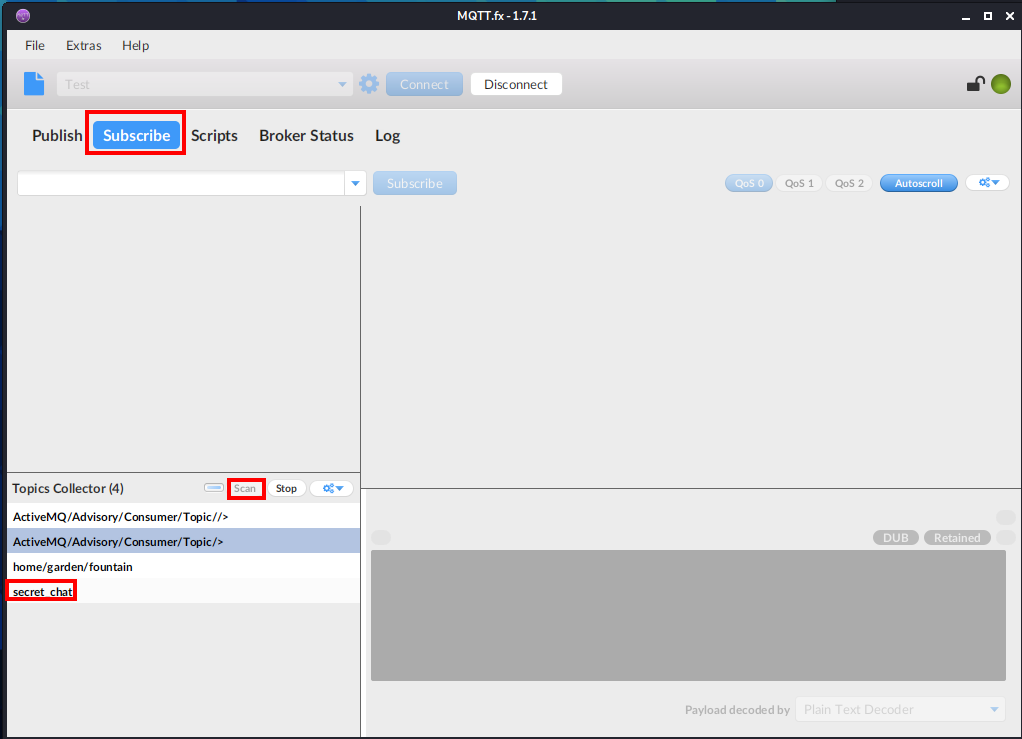 MQTT.fx - 1.7.1
File Extras Help
Test Connect Disconnect
Publish Subscribe Scripts Broker Status Log
Subscribe QoS 0 QoS 1 QoS 2 Autoscroll
Topics Collector (4) Scan Stop
ActiveMQ/Advisory/Consumer/Topic//>
ActiveMQ/Advisory/Consumer/Topic/>
home/garden/fountain
secret_chat
DUB Retained
Payload decoded by Plain Text Decoder